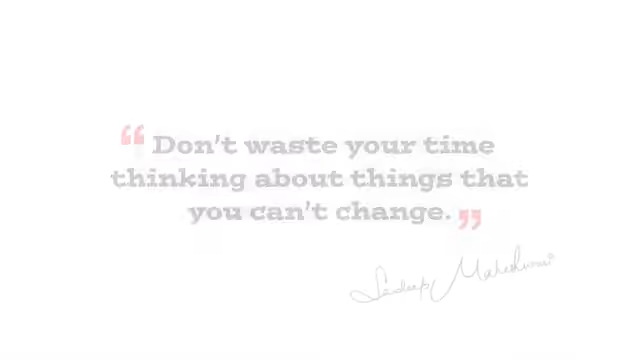 “Don't waste your time
thinking about things that
you can't change.”
Sandeep Maheshwari®